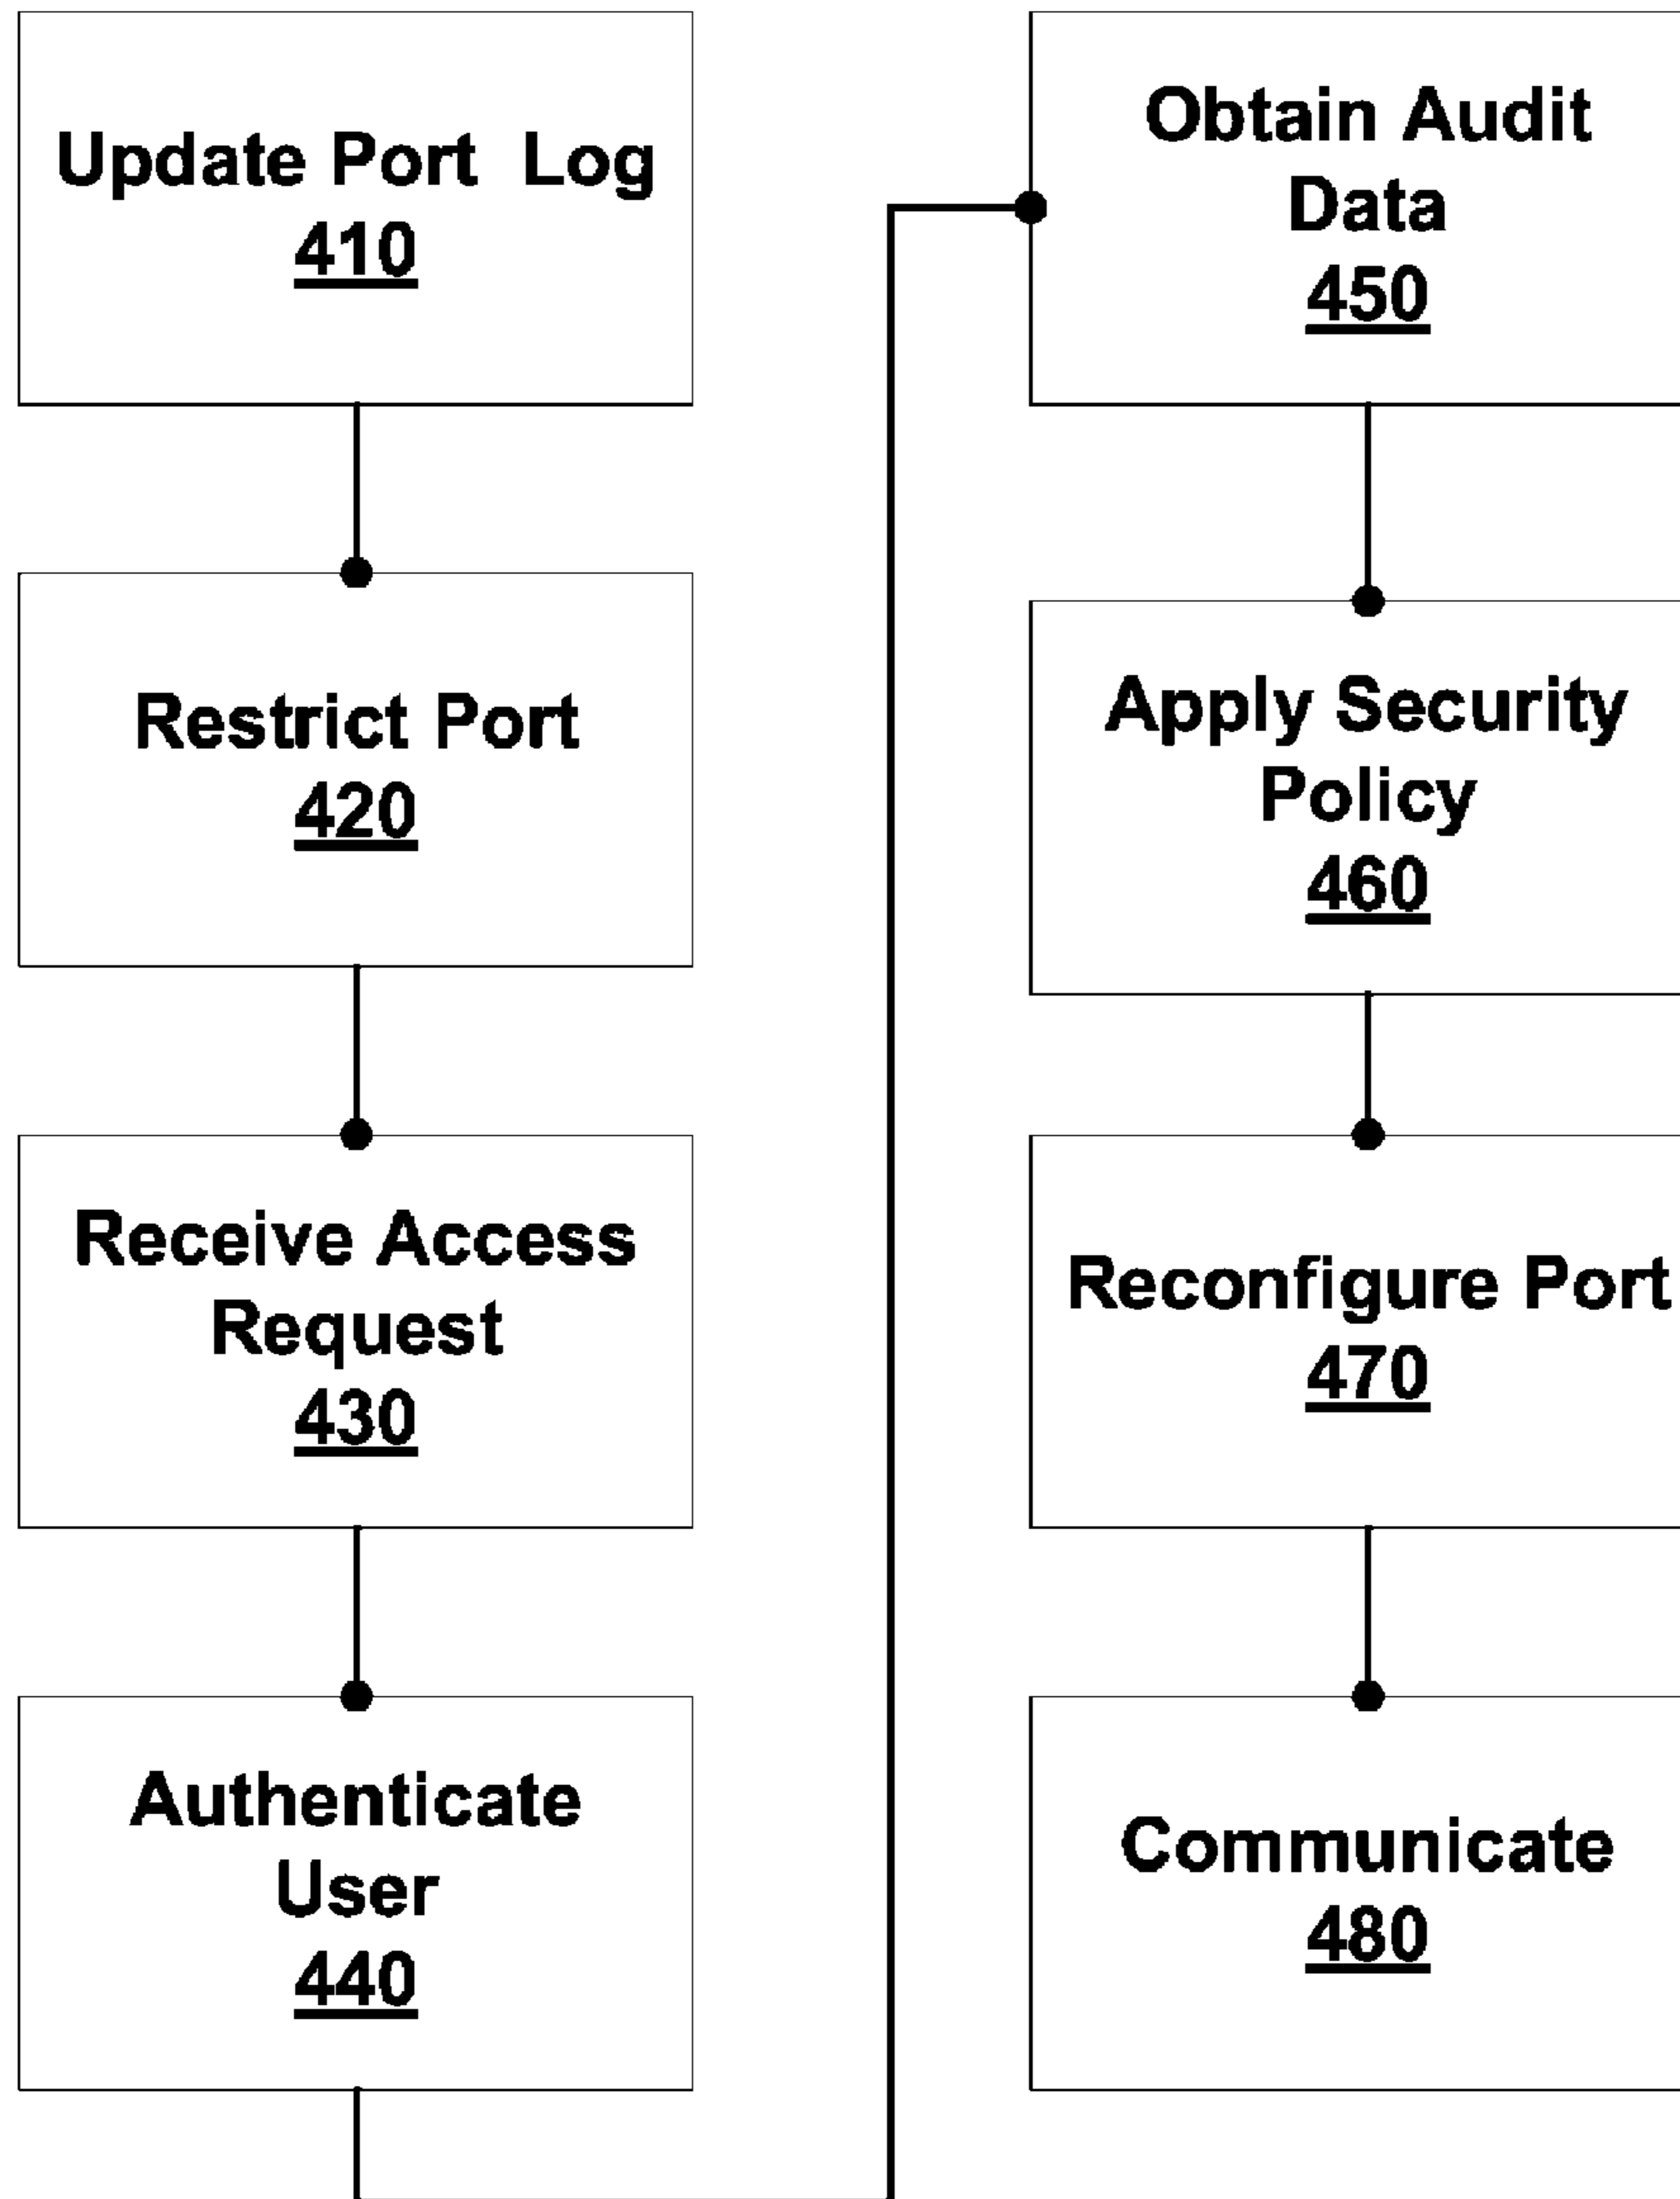 Update Port Log
410
Restrict Port
420
Receive Access
Request
430
Authenticate
User
440
Obtain Audit
Data
450
Apply Security
Policy
460
Reconfigure Port
470
Communicate
480